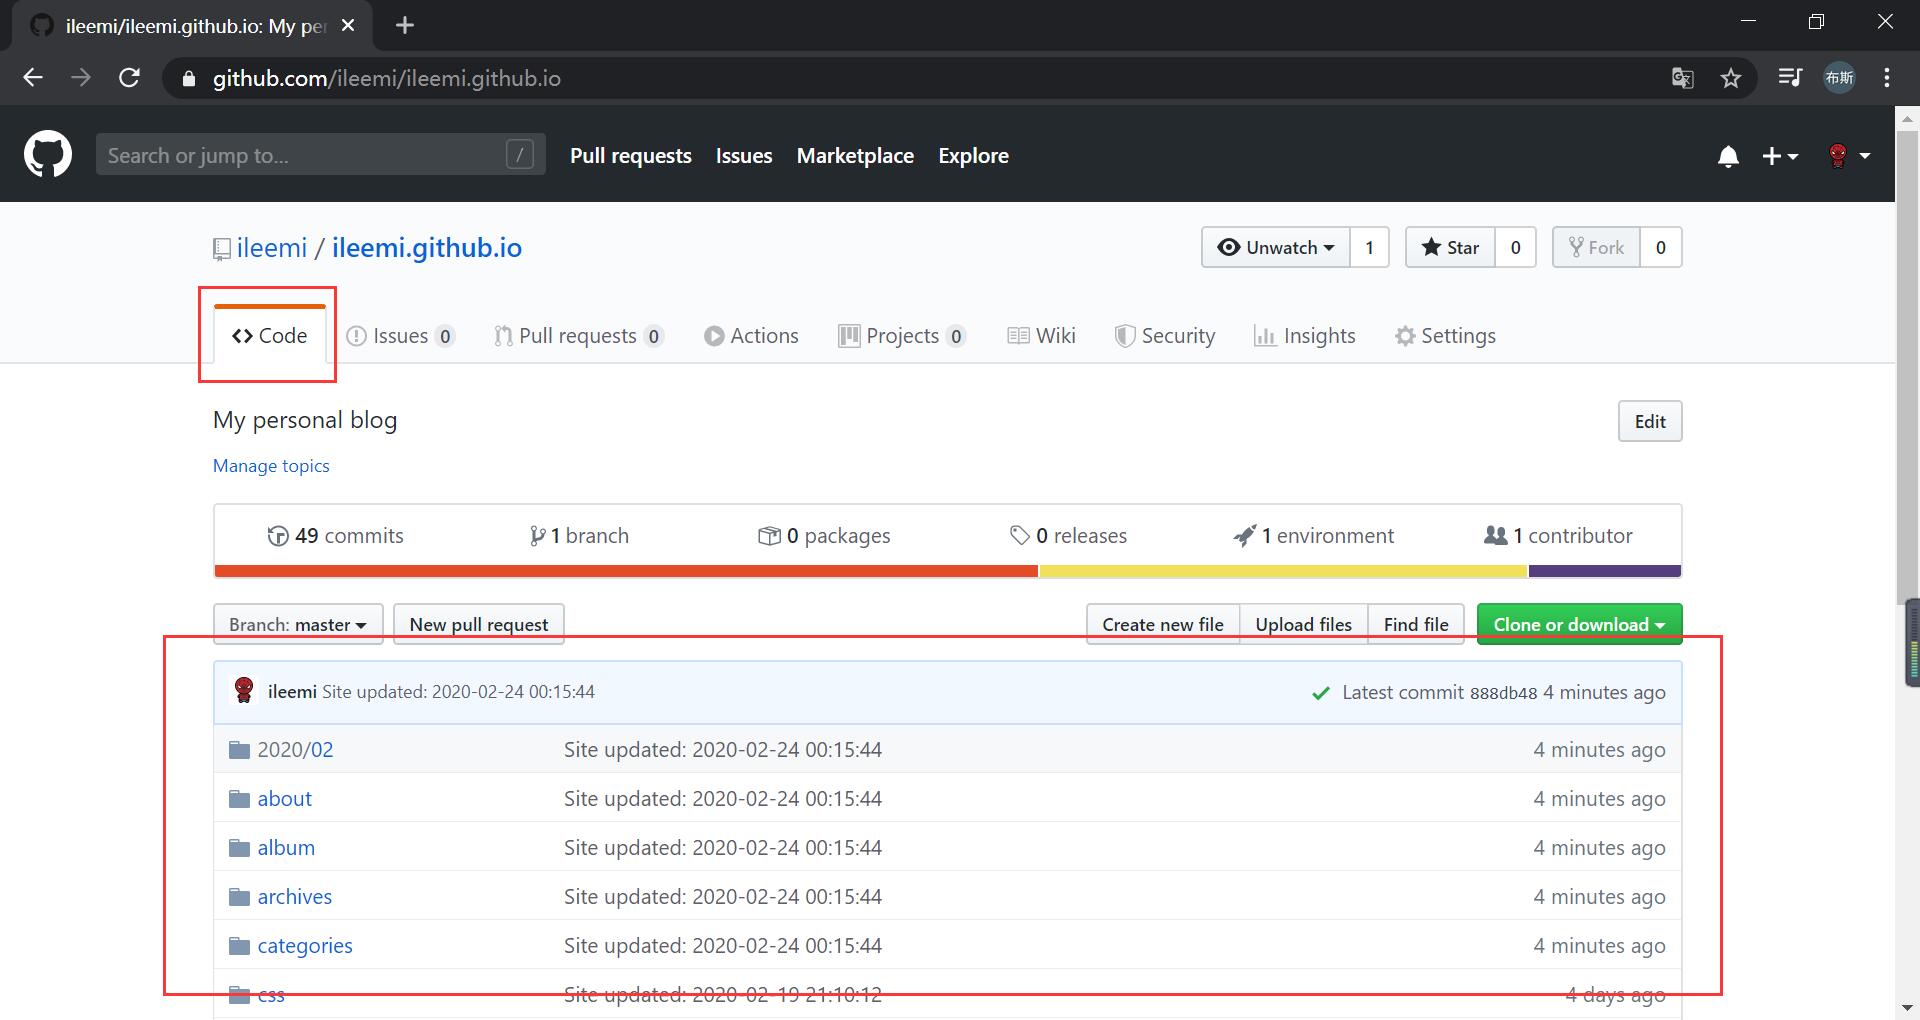 ileemi/ileemi.github.io: My per
github.com/ileemi/ileemi.github.io
布斯
Search or jump to... /
Pull requests Issues Marketplace Explore
ileemi / ileemi.github.io
Unwatch 1 Star 0 Fork 0
Code Issues 0 Pull requests 0 Actions Projects 0 Wiki Security Insights Settings
My personal blog
Edit
Manage topics
49 commits 1 branch 0 packages 0 releases 1 environment 1 contributor
Branch: master New pull request Create new file Upload files Find file Clone or download
ileemi Site updated: 2020-02-24 00:15:44 Latest commit 888db48 4 minutes ago
2020/02 Site updated: 2020-02-24 00:15:44 4 minutes ago
about Site updated: 2020-02-24 00:15:44 4 minutes ago
album Site updated: 2020-02-24 00:15:44 4 minutes ago
archives Site updated: 2020-02-24 00:15:44 4 minutes ago
categories Site updated: 2020-02-24 00:15:44 4 minutes ago
css Site updated: 2020-02-19 21:10:12 4 days ago